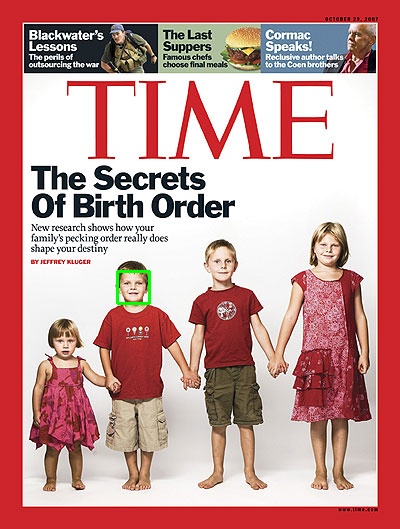 OCTOBER 29, 2007
Blackwater's
Lessons
The perils of
outsourcing the war
The Last
Suppers
Famous chefs
choose final meals
Cormac
Speaks!
Reclusive author talks
to the Coen brothers
TIME
The Secrets
Of Birth Order
New research shows how your
family's pecking order really does
shape your destiny
BY JEFFREY KLUGER
www.time.com